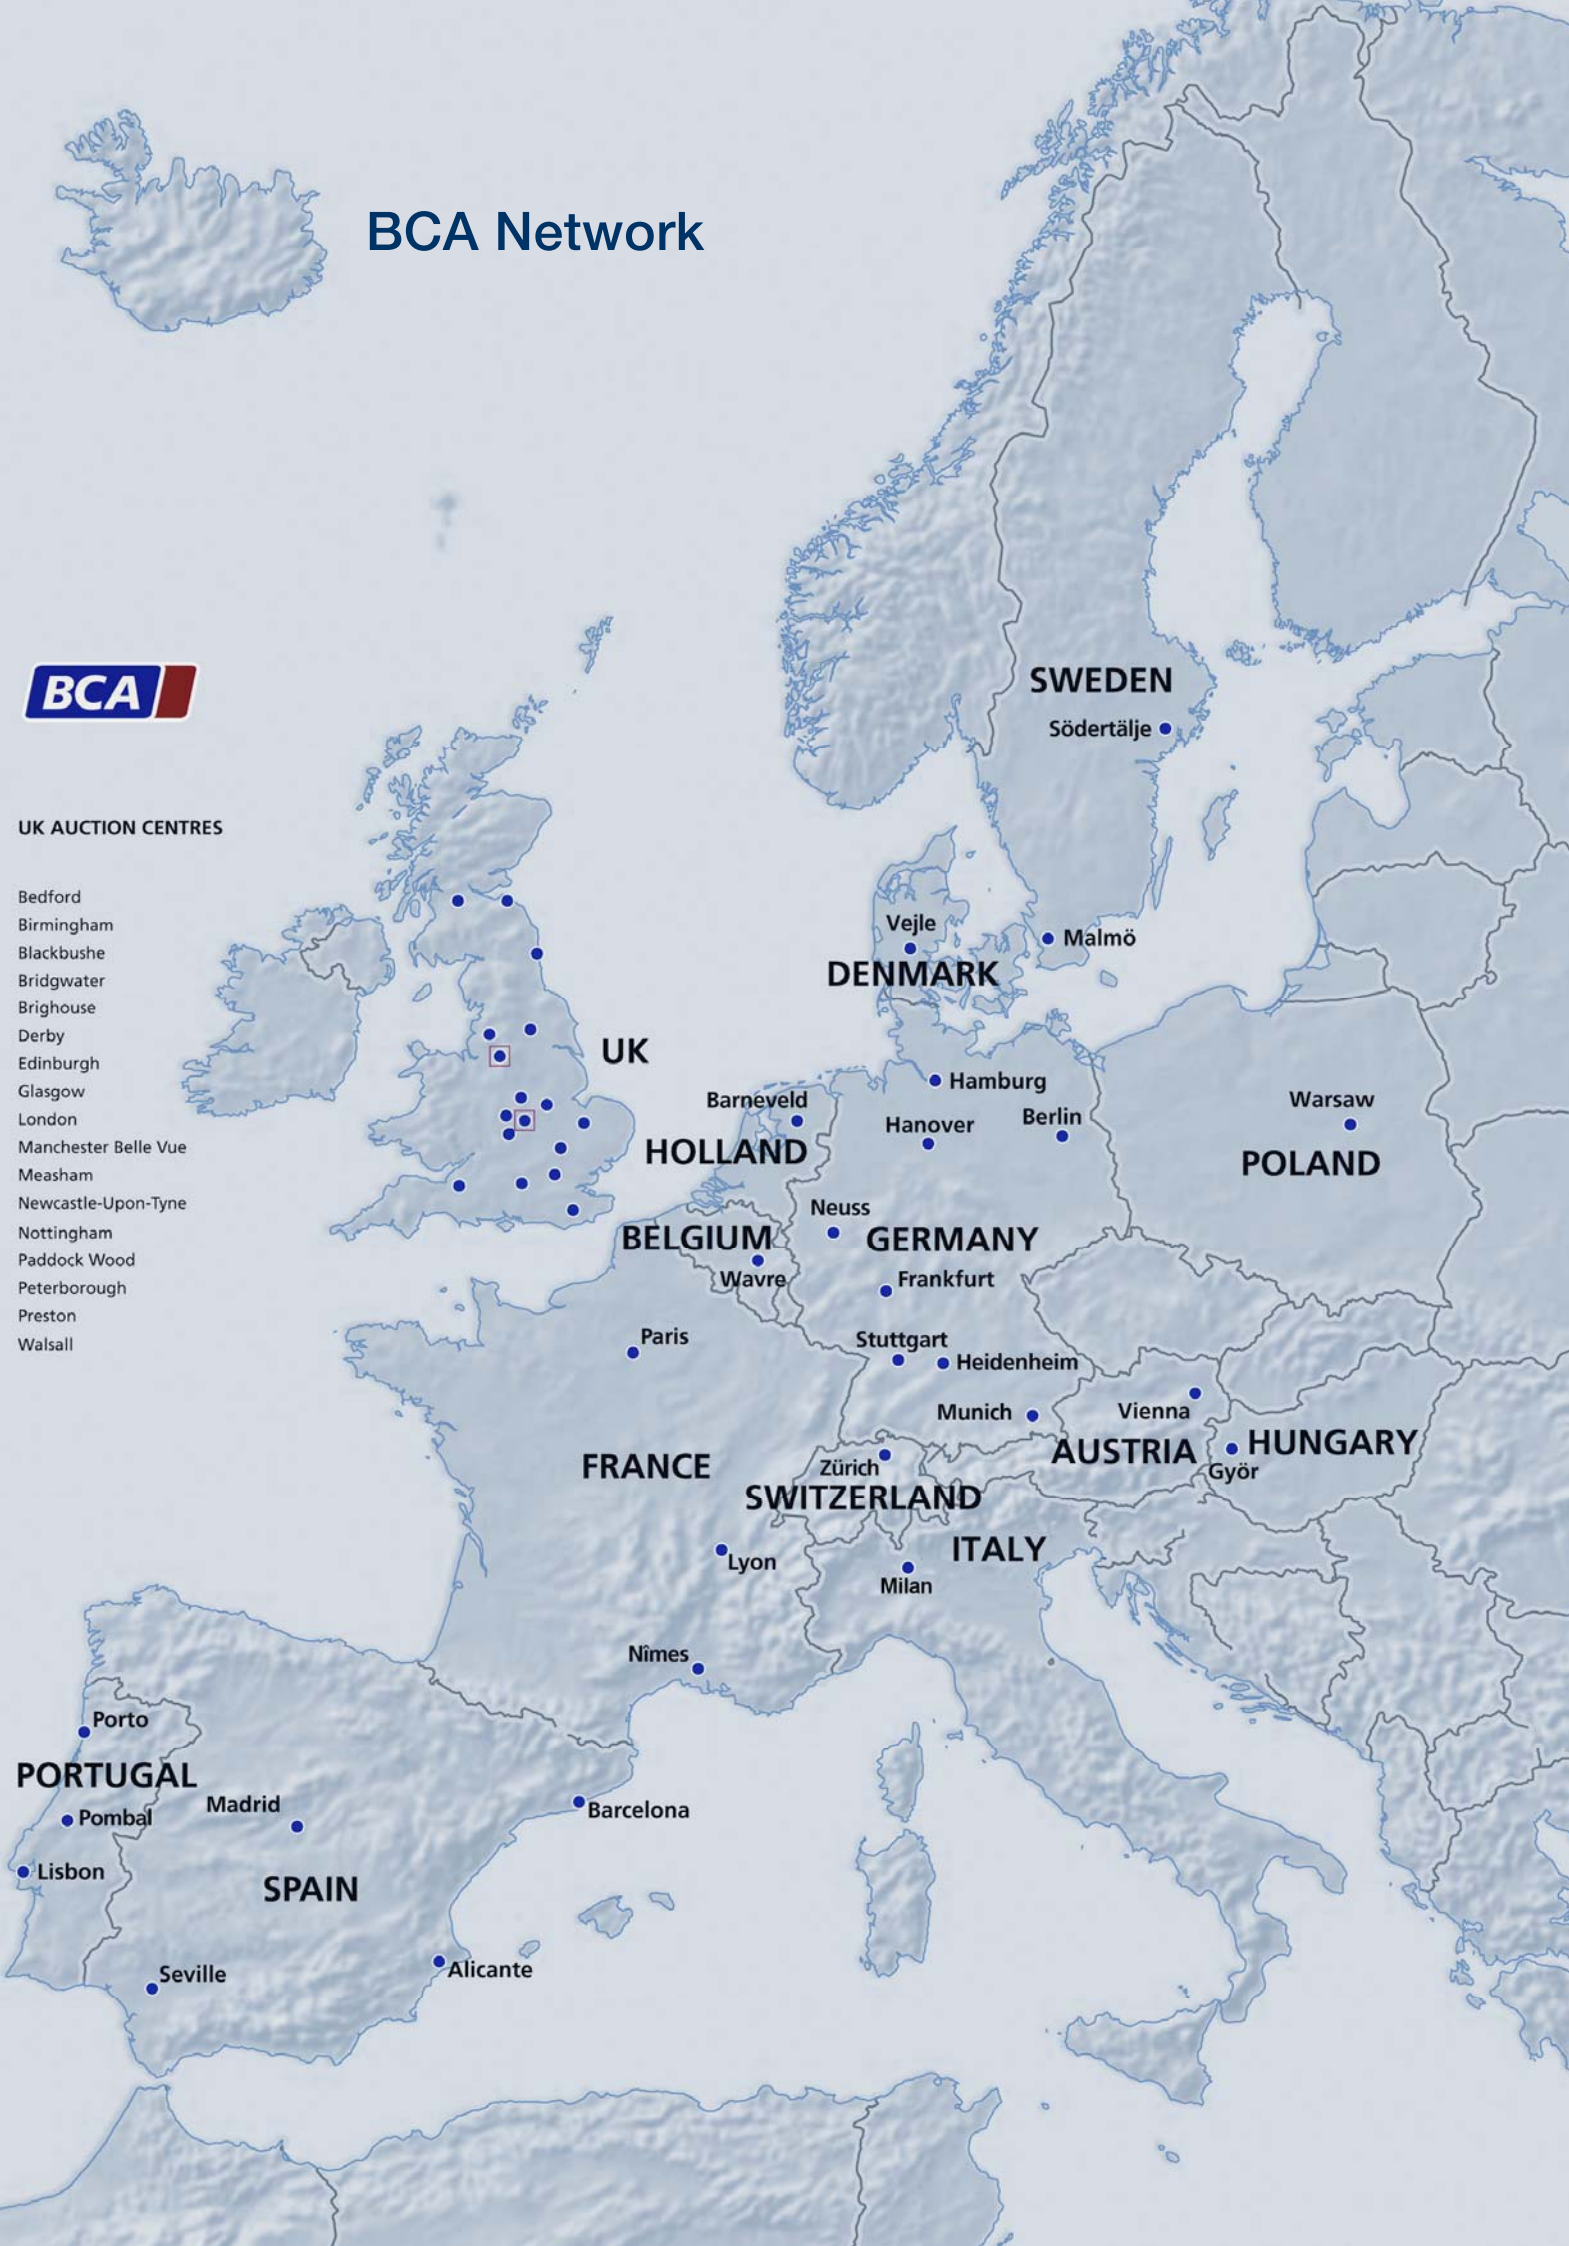 BCA Network
BCA
UK AUCTION CENTRES
Bedford
Birmingham
Blackbushe
Bridgwater
Brighouse
Derby
Edinburgh
Glasgow
London
Manchester Belle Vue
Measham
Newcastle-Upon-Tyne
Nottingham
Paddock Wood
Peterborough
Preston
Walsall
SWEDEN
Södertälje
Malmö
Vejle
DENMARK
UK
Hamburg
Barneveld
Hanover
Berlin
HOLLAND
Warsaw
POLAND
Neuss
BELGIUM
GERMANY
Wavre
Frankfurt
Paris
Stuttgart
Heidenheim
Munich
Vienna
AUSTRIA
HUNGARY
Györ
FRANCE
Zürich
SWITZERLAND
ITALY
Lyon
Milan
Nîmes
Porto
PORTUGAL
Pombal
Madrid
Barcelona
Lisbon
SPAIN
Seville
Alicante